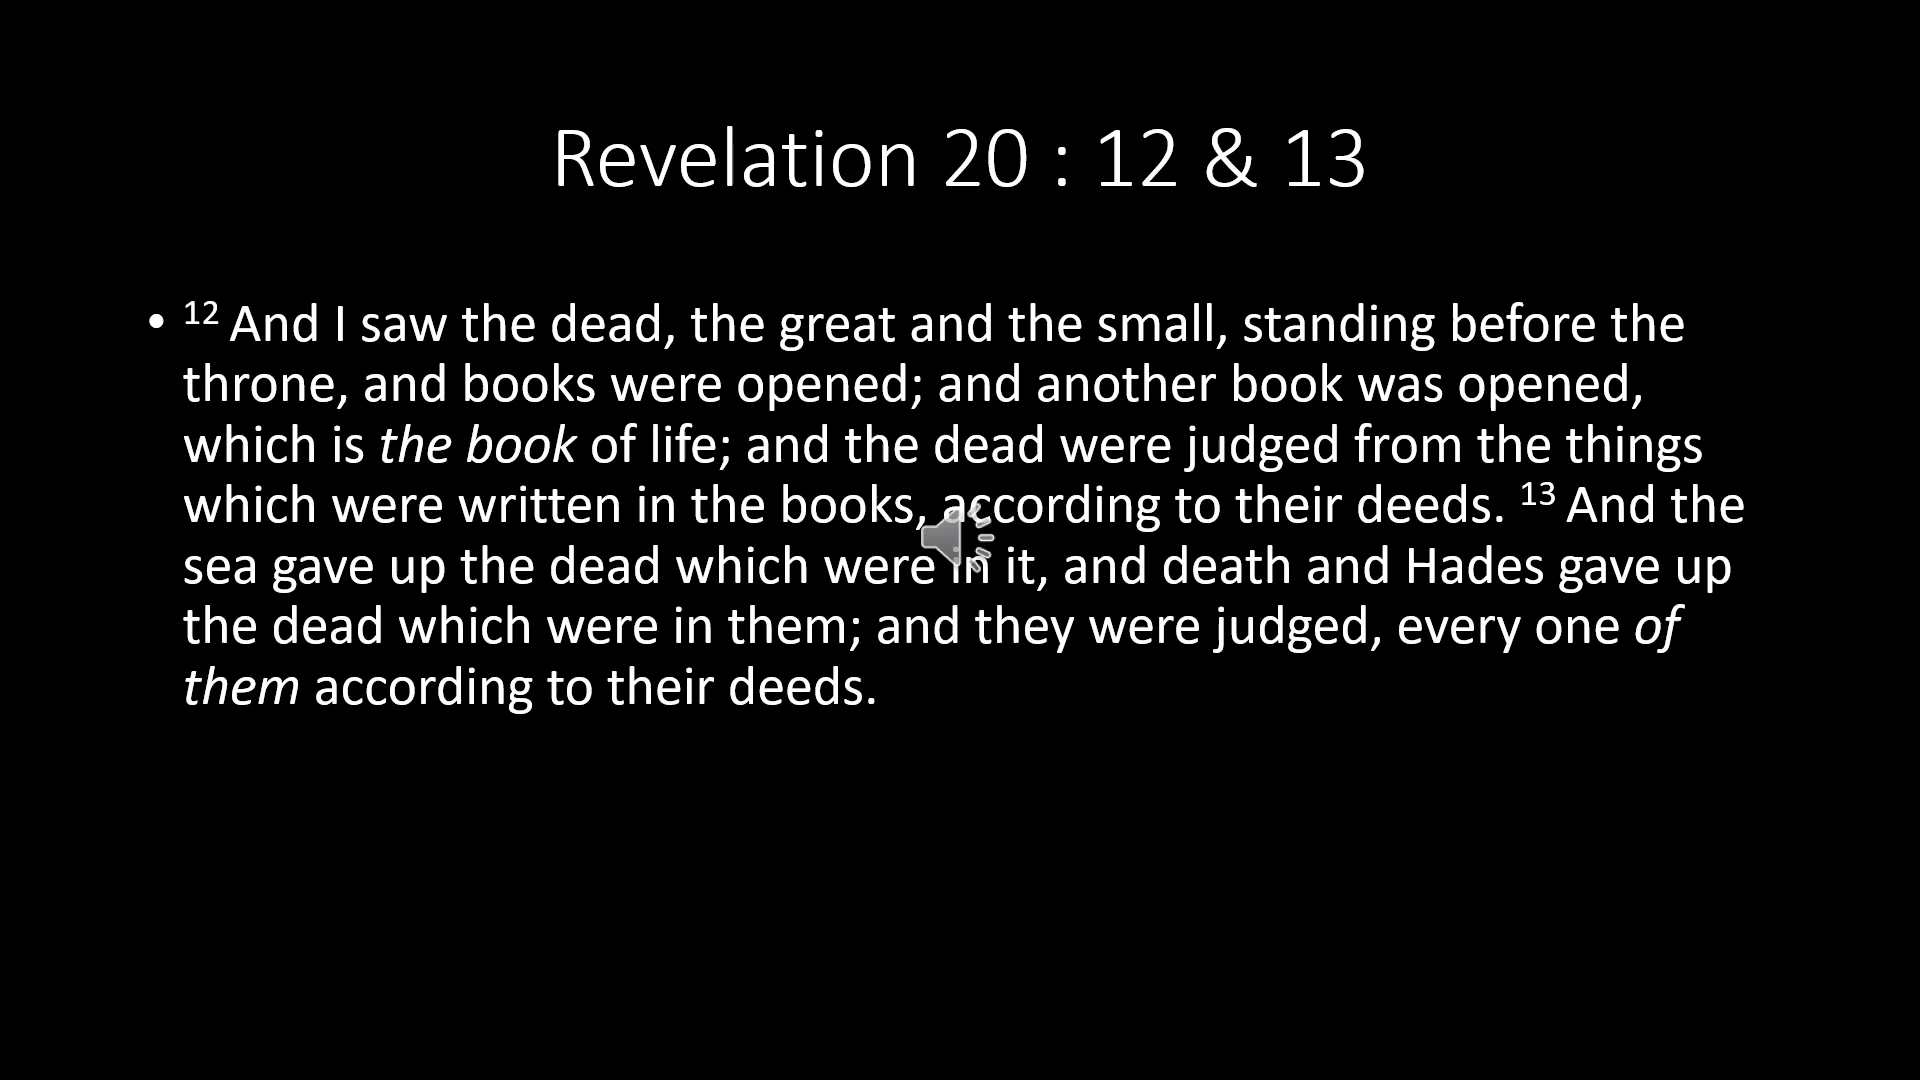 Revelation 20 : 12 & 13
• 12 And I saw the dead, the great and the small, standing before the
throne, and books were opened; and another book was opened,
which is the book of life; and the dead were judged from the things
which were written in the books, according to their deeds. 13 And the
sea gave up the dead which were in it, and death and Hades gave up
the dead which were in them; and they were judged, every one of
them according to their deeds.